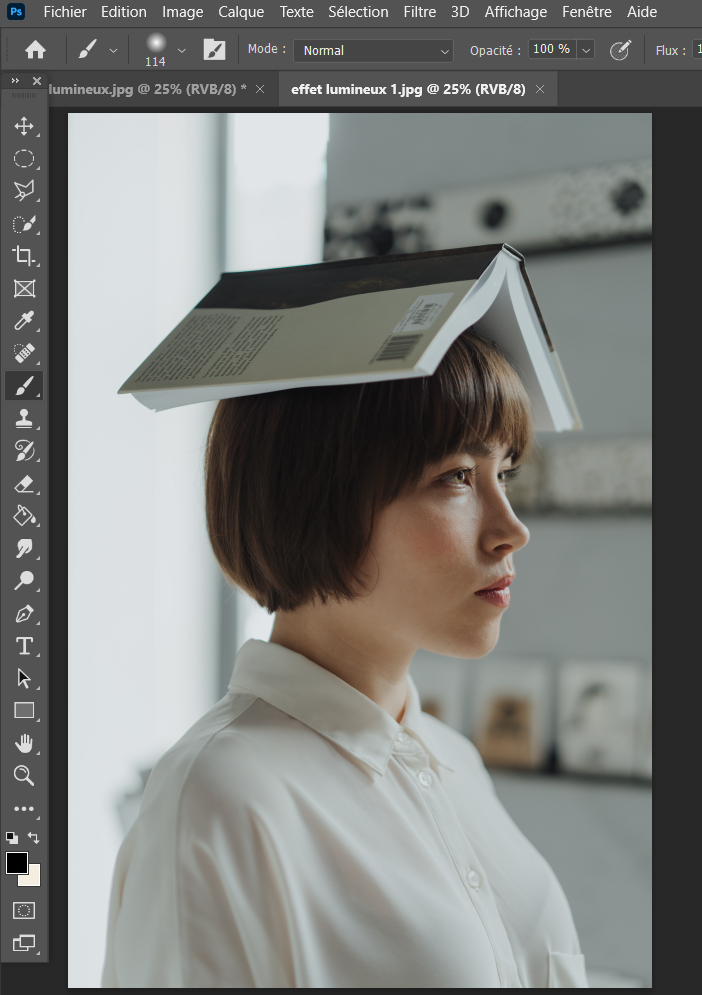 Ps Fichier Edition Image Calque Texte Sélection Filtre 3D Affichage Fenêtre Aide
114 Mode : Normal Opacité : 100 % Flux : 1
lumineux.jpg @ 25% (RVB/8) * effet lumineux 1.jpg @ 25% (RVB/8)